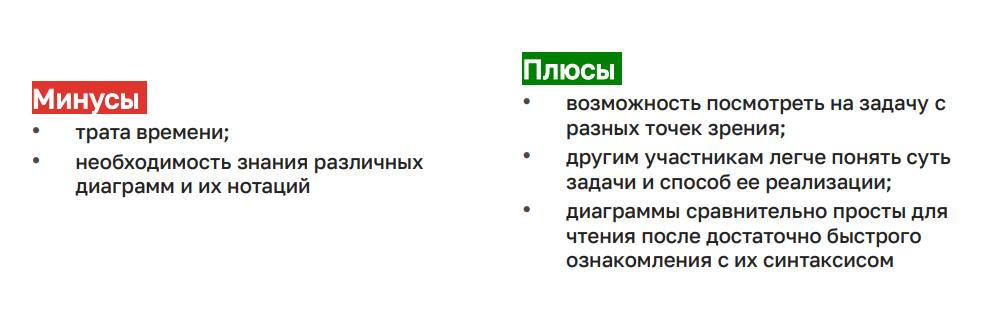 Минусы
• трата времени;
• необходимость знания различных
диаграмм и их нотаций
Плюсы
• возможность посмотреть на задачу с
разных точек зрения;
• другим участникам легче понять суть
задачи и способ ее реализации;
• диаграммы сравнительно просты для
чтения после достаточно быстрого
ознакомления с их синтаксисом